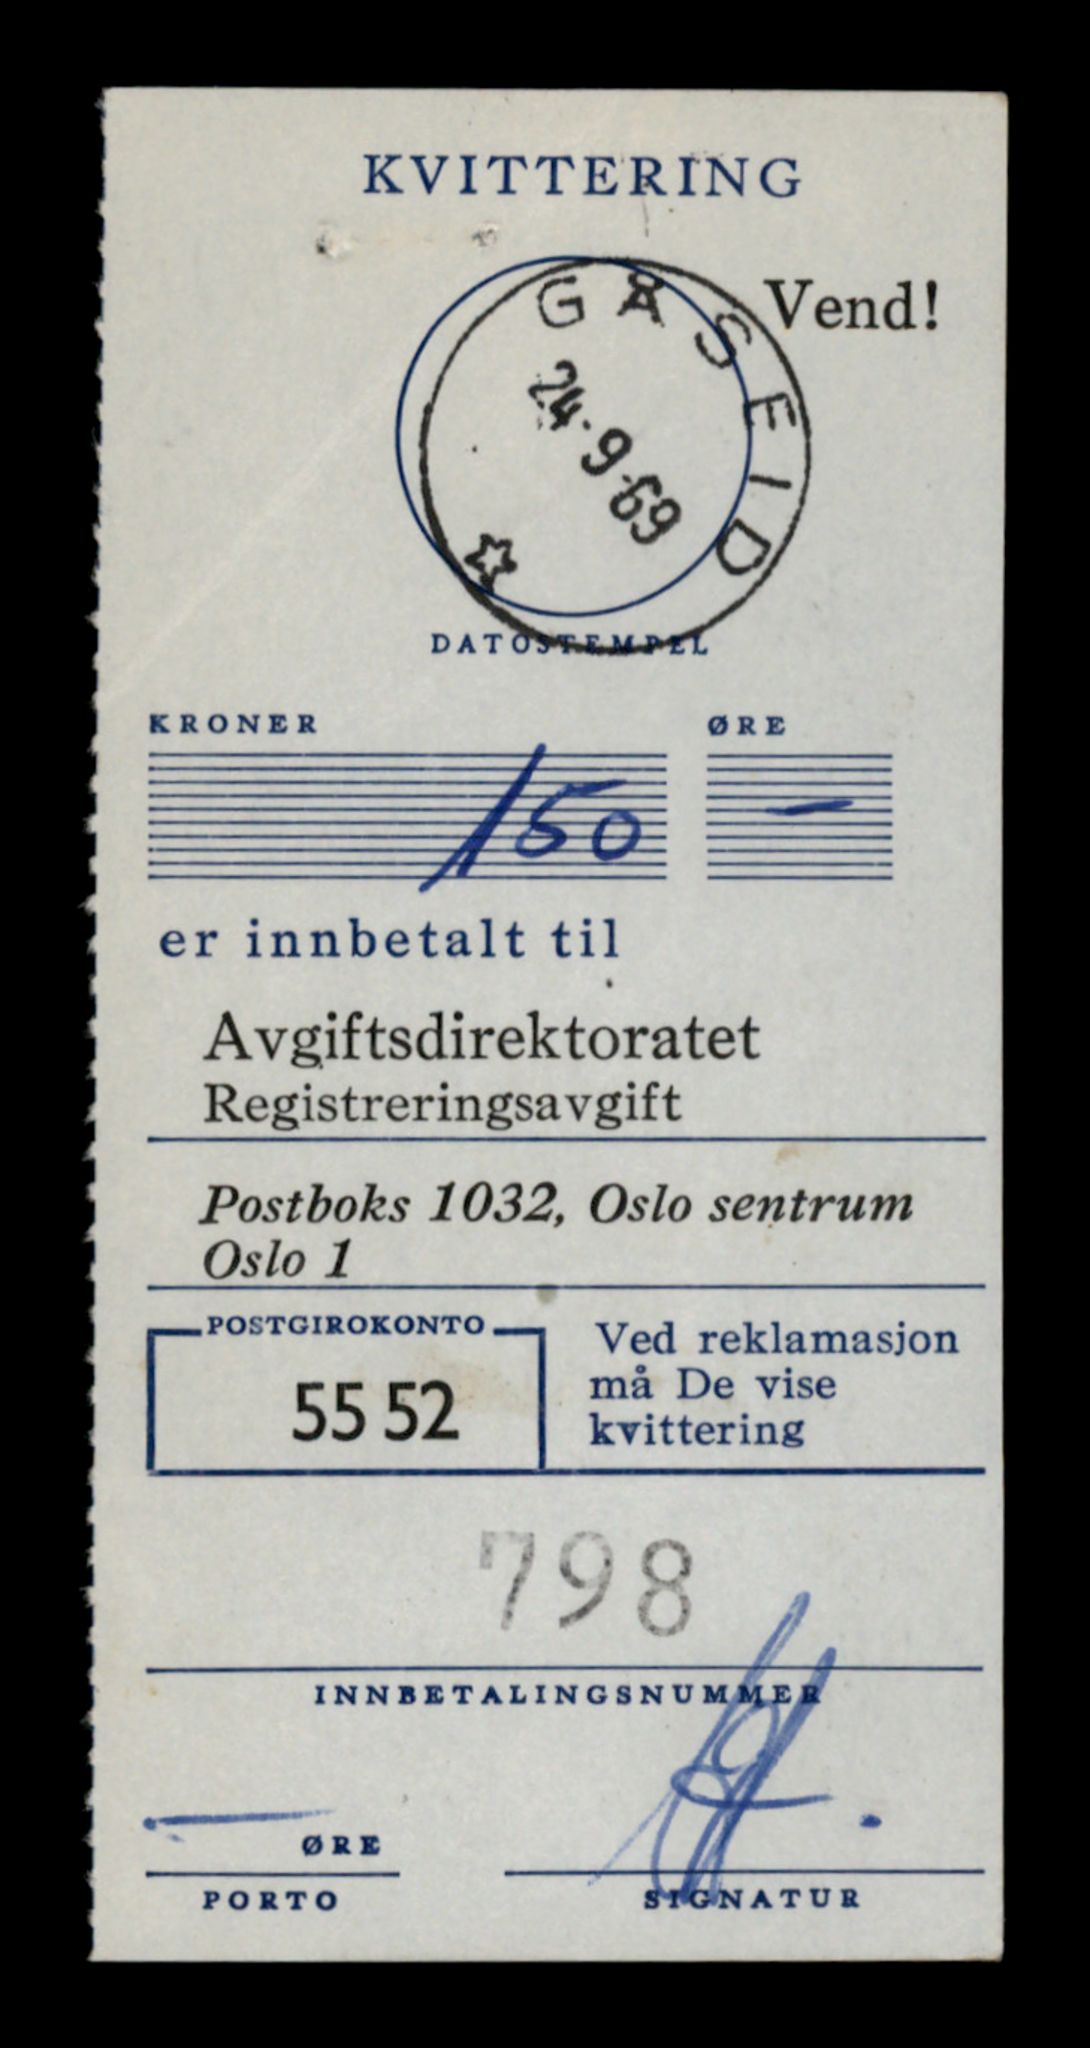 KVITTERING
Vend!
GÅSEID
24.9.69
DATOSTEMPEL
KRONER ØRE
150 —
er innbetalt til
Avgiftsdirektoratet
Registreringsavgift
Postboks 1032, Oslo sentrum
Oslo 1
POSTGIROKONTO
55 52
Ved reklamasjon
må De vise
kvittering
798
INNBETALINGSNUMMER
— ØRE
PORTO
SIGNATUR